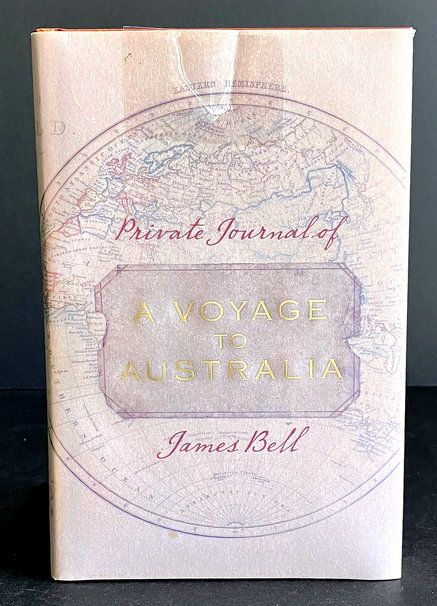 EASTERN HEMISPHERE
Private Journal of
A VOYAGE
TO
AUSTRALIA
James Bell